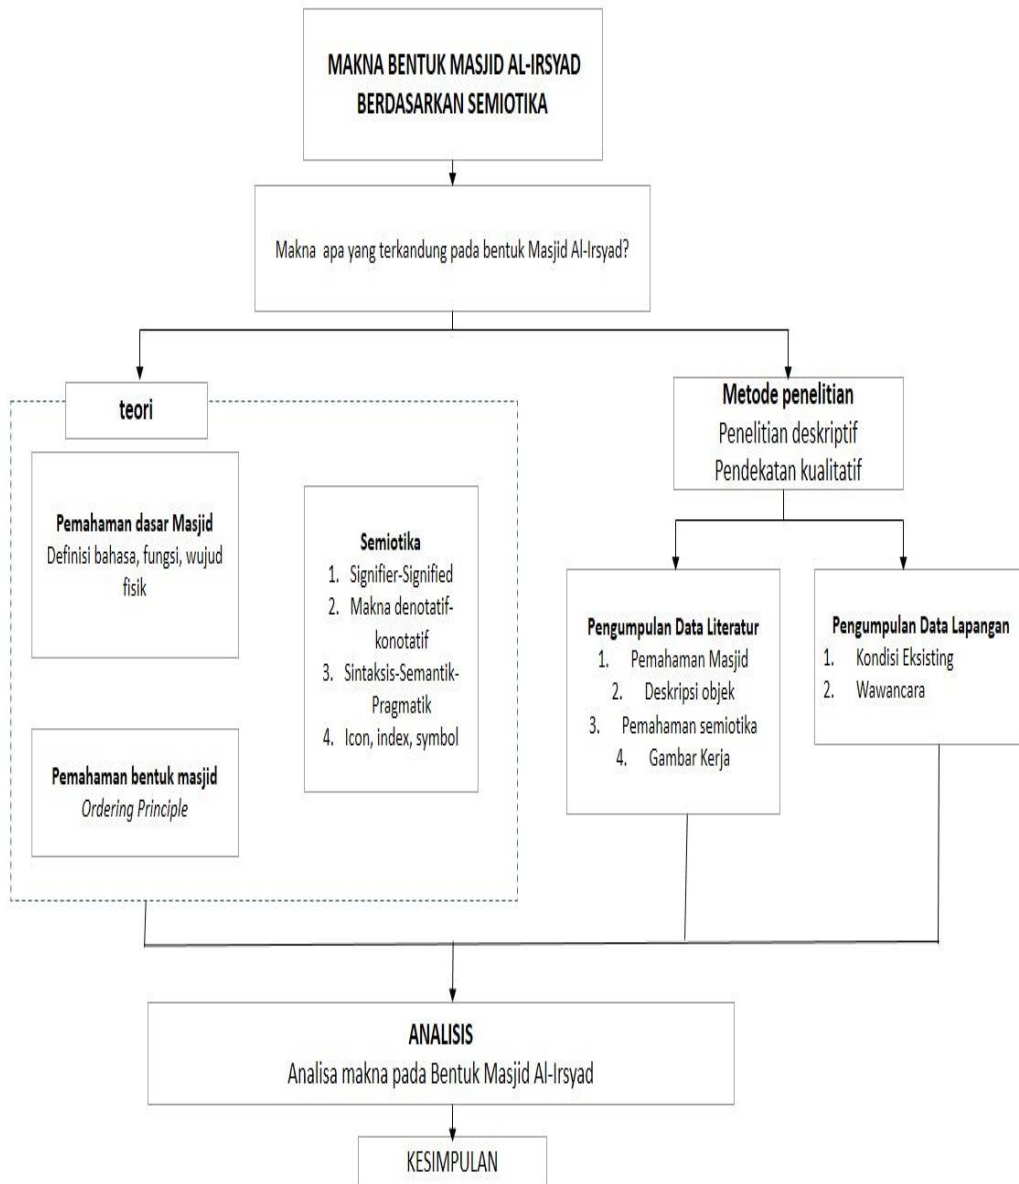 MAKNA BENTUK MASJID AL-IRSYAD
BERDASARKAN SEMIOTIKA
Makna apa yang terkandung pada bentuk Masjid Al-Irsyad?
teori
Pemahaman dasar Masjid
Definisi bahasa, fungsi, wujud
fisik
Pemahaman bentuk masjid
Ordering Principle
Semiotika
1. Signifier-Signified
2. Makna denotatif-
konotatif
3. Sintaksis-Semantik-
Pragmatik
4. Icon, index, symbol
Metode penelitian
Penelitian deskriptif
Pendekatan kualitatif
Pengumpulan Data Literatur
1. Pemahaman Masjid
2. Deskripsi objek
3. Pemahaman semiotika
4. Gambar Kerja
Pengumpulan Data Lapangan
1. Kondisi Eksisting
2. Wawancara
ANALISIS
Analisa makna pada Bentuk Masjid Al-Irsyad
KESIMPULAN